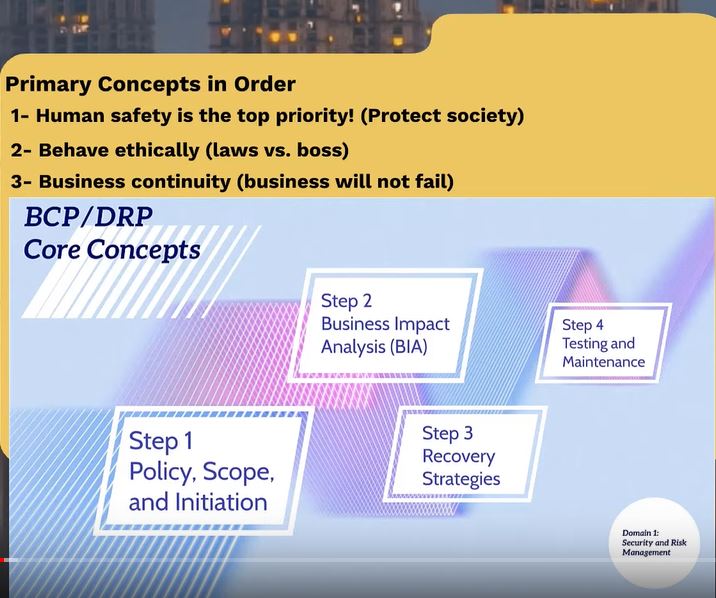 Primary Concepts in Order
1- Human safety is the top priority! (Protect society)
2- Behave ethically (laws vs. boss)
3- Business continuity (business will not fail)
BCP/DRP
Core Concepts
Step 1
Policy, Scope,
and Initiation
Step 2
Business Impact
Analysis (BIA)
Step 3
Recovery
Strategies
Step 4
Testing and
Maintenance
Domain 1:
Security and Risk
Management